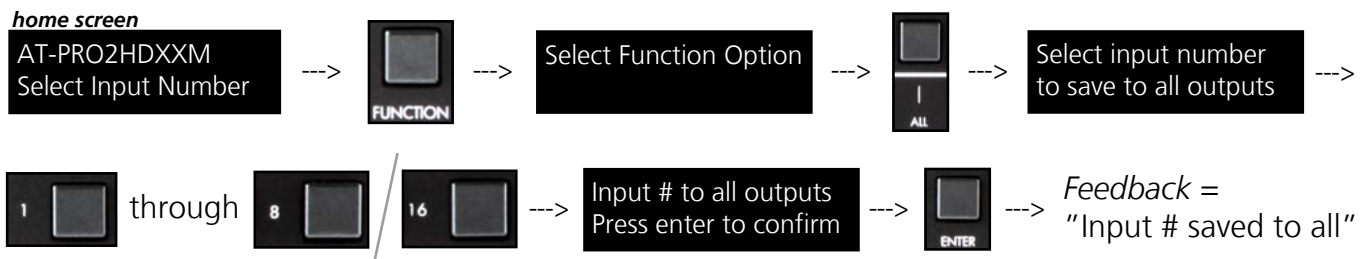 home screen
AT-PRO2HDXXM
Select Input Number
--->
FUNCTION
--->
Select Function Option
--->
| ALL
--->
Select input number
to save to all outputs
--->
1 through 8 / 16
--->
Input # to all outputs
Press enter to confirm
--->
ENTER
--->
Feedback =
"Input # saved to all"